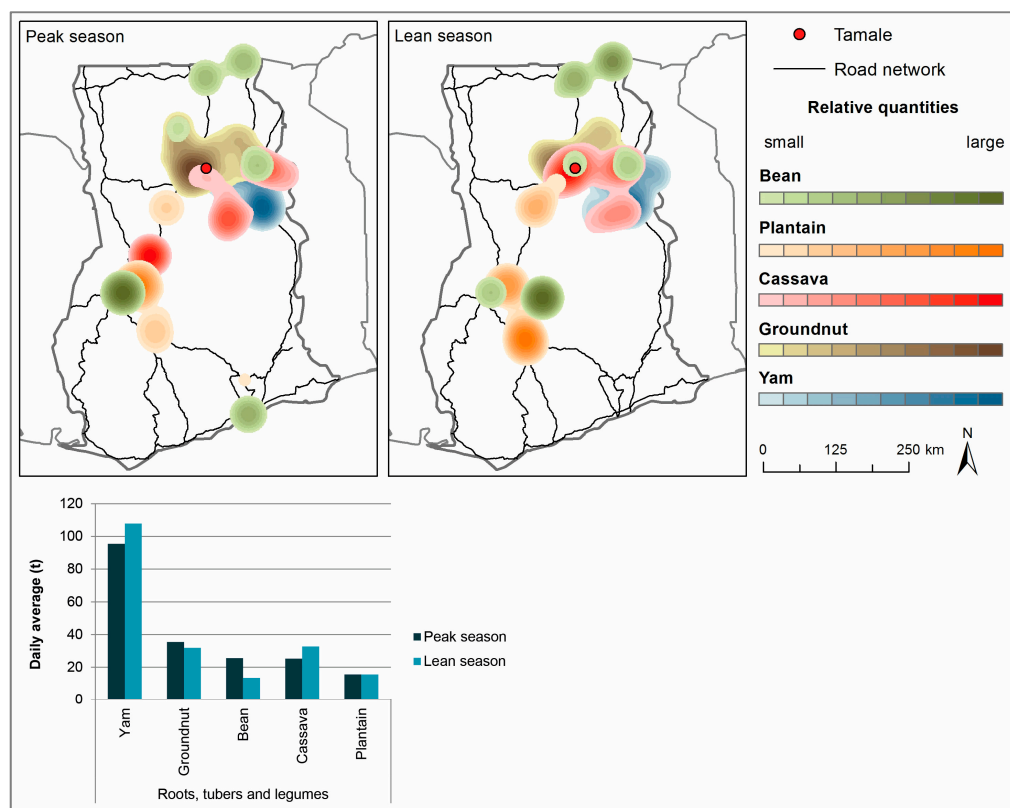 Peak season
Lean season
Tamale
Road network
Relative quantities
small large
Bean
Plantain
Cassava
Groundnut
Yam
0 125 250 km
N
120
100
80
60
40
20
0
Daily average (t)
Yam
Groundnut
Bean
Cassava
Plantain
Roots, tubers and legumes
Peak season
Lean season